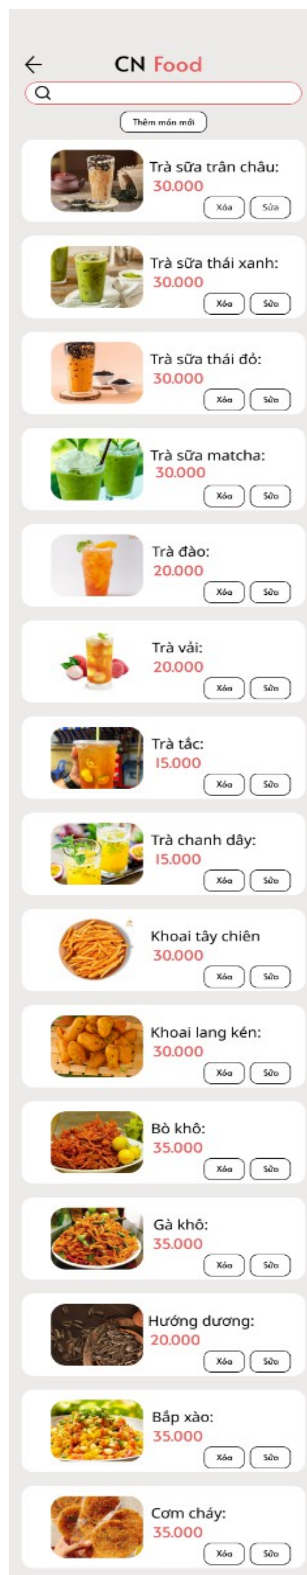 CN Food
Thêm món mới
Trà sữa trân châu:
30.000
Xóa Sửa
Trà sữa thái xanh:
30.000
Xóa Sửa
Trà sữa thái đỏ:
30.000
Xóa Sửa
Trà sữa matcha:
30.000
Xóa Sửa
Trà đào:
20.000
Xóa Sửa
Trà vải:
20.000
Xóa Sửa
Trà tắc:
15.000
Xóa Sửa
Trà chanh dây:
15.000
Xóa Sửa
Khoai tây chiên
30.000
Xóa Sửa
Khoai lang kén:
30.000
Xóa Sửa
Bò khô:
35.000
Xóa Sửa
Gà khô:
35.000
Xóa Sửa
Hướng dương:
20.000
Xóa Sửa
Bắp xào:
35.000
Xóa Sửa
Cơm cháy:
35.000
Xóa Sửa